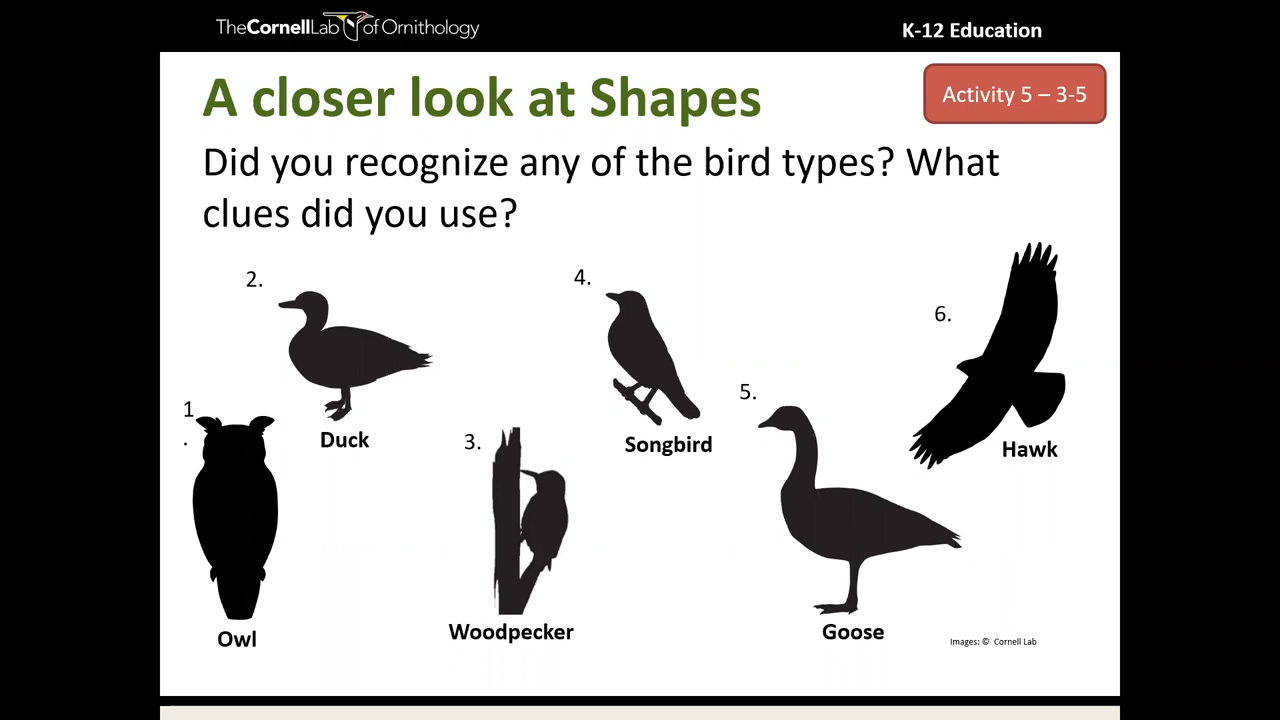 TheCornellLab of Ornithology
K-12 Education
A closer look at Shapes
Activity 5 – 3-5
Did you recognize any of the bird types? What
clues did you use?
1
.
Owl
2.
Duck
3.
Woodpecker
4.
Songbird
5.
Goose
6.
Hawk
Images: © Cornell Lab